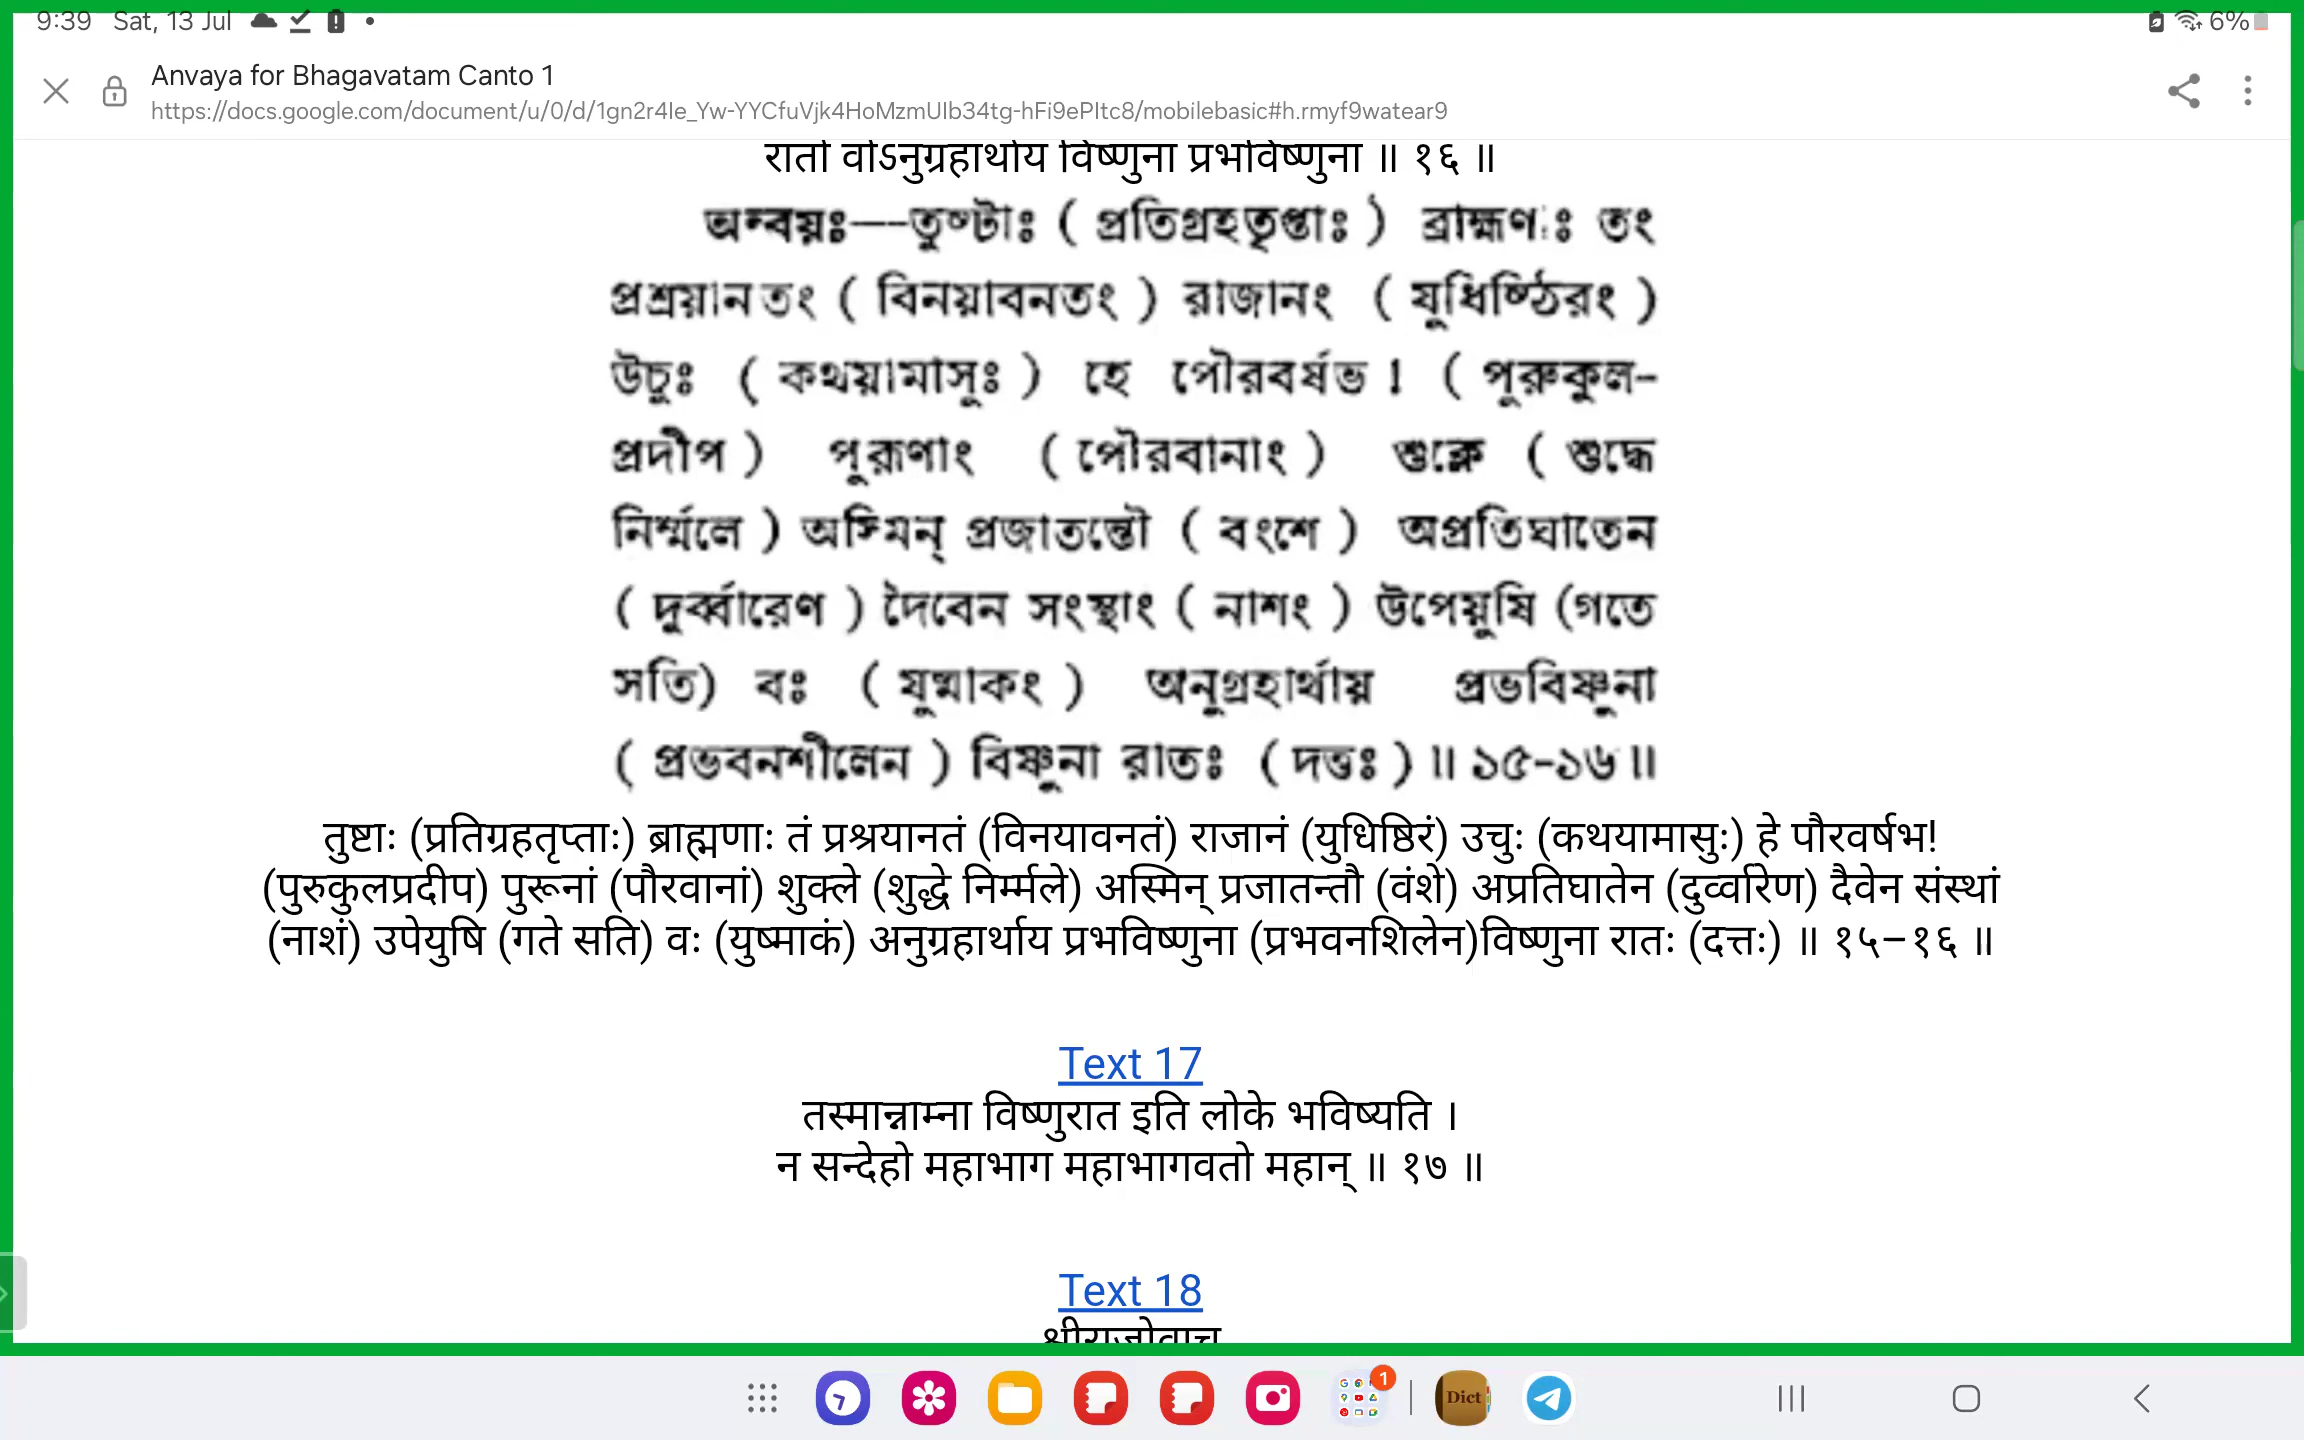 9:39 Sat, 13 Jul
6%
Anvaya for Bhagavatam Canto 1
https://docs.google.com/document/u/0/d/1gn2r4Ie_Yw-YYCfuVjk4HoMzmUIb34tg-hFi9ePItc8/mobilebasic#h.rmyf9watear9
रातो वोऽनुग्रहार्थाय विष्णुना प्रभविष्णुना ॥ १६ ॥
অন্বয়ঃ—তুষ্টাঃ ( প্রতিগ্রহতৃপ্তাঃ ) ব্রাহ্মণাঃ তং
প্রশ্রয়ানতং ( বিনয়াবনতং ) রাজানং ( যুধিষ্ঠিরং )
উচুঃ ( কথয়ামাসুঃ ) হে পৌরবর্ষভ ! ( পুরুকুল-
প্রদীপ ) পুরূণাং ( পৌরবানাং ) শুক্লে ( শুদ্ধে
নির্ম্মলে ) অস্মিন্ প্রজাতন্তৌ ( বংশে ) অপ্রতিঘাতেন
( দুর্ব্বারেণ ) দৈবেন সংস্থাং ( নাশং ) উপেয়ুষি (গতে
সতি) বঃ ( যুষ্মাকং ) অনুগ্রহার্থায় প্রভবিষ্ণুনা
( প্রভবনশীলেন ) বিষ্ণুনা রাতঃ ( দত্তঃ ) ॥ ১৫-১৬ ॥
तुष्टाः (प्रतिग्रहतृप्ताः) ब्राह्मणाः तं प्रश्रयानतं (विनयावनतं) राजानं (युधिष्ठिरं) उचुः (कथयामासुः) हे पौरवर्षभ!
(पुरुकुलप्रदीप) पुरूनां (पौरवानां) शुक्ले (शुद्धे निर्म्मले) अस्मिन् प्रजातन्तौ (वंशे) अप्रतिघातेन (दुर्व्वारेण) दैवेन संस्थां
(नाशं) उपेयुषि (गते सति) वः (युष्माकं) अनुग्रहार्थाय प्रभविष्णुना (प्रभवनशिलेन)विष्णुना रातः (दत्तः) ॥ १५–१६ ॥
Text 17
तस्मान्नाम्ना विष्णुरात इति लोके भविष्यति ।
न सन्देहो महाभाग महाभागवतो महान् ॥ १७ ॥
Text 18
श्रीराजोवाच
1
Dict